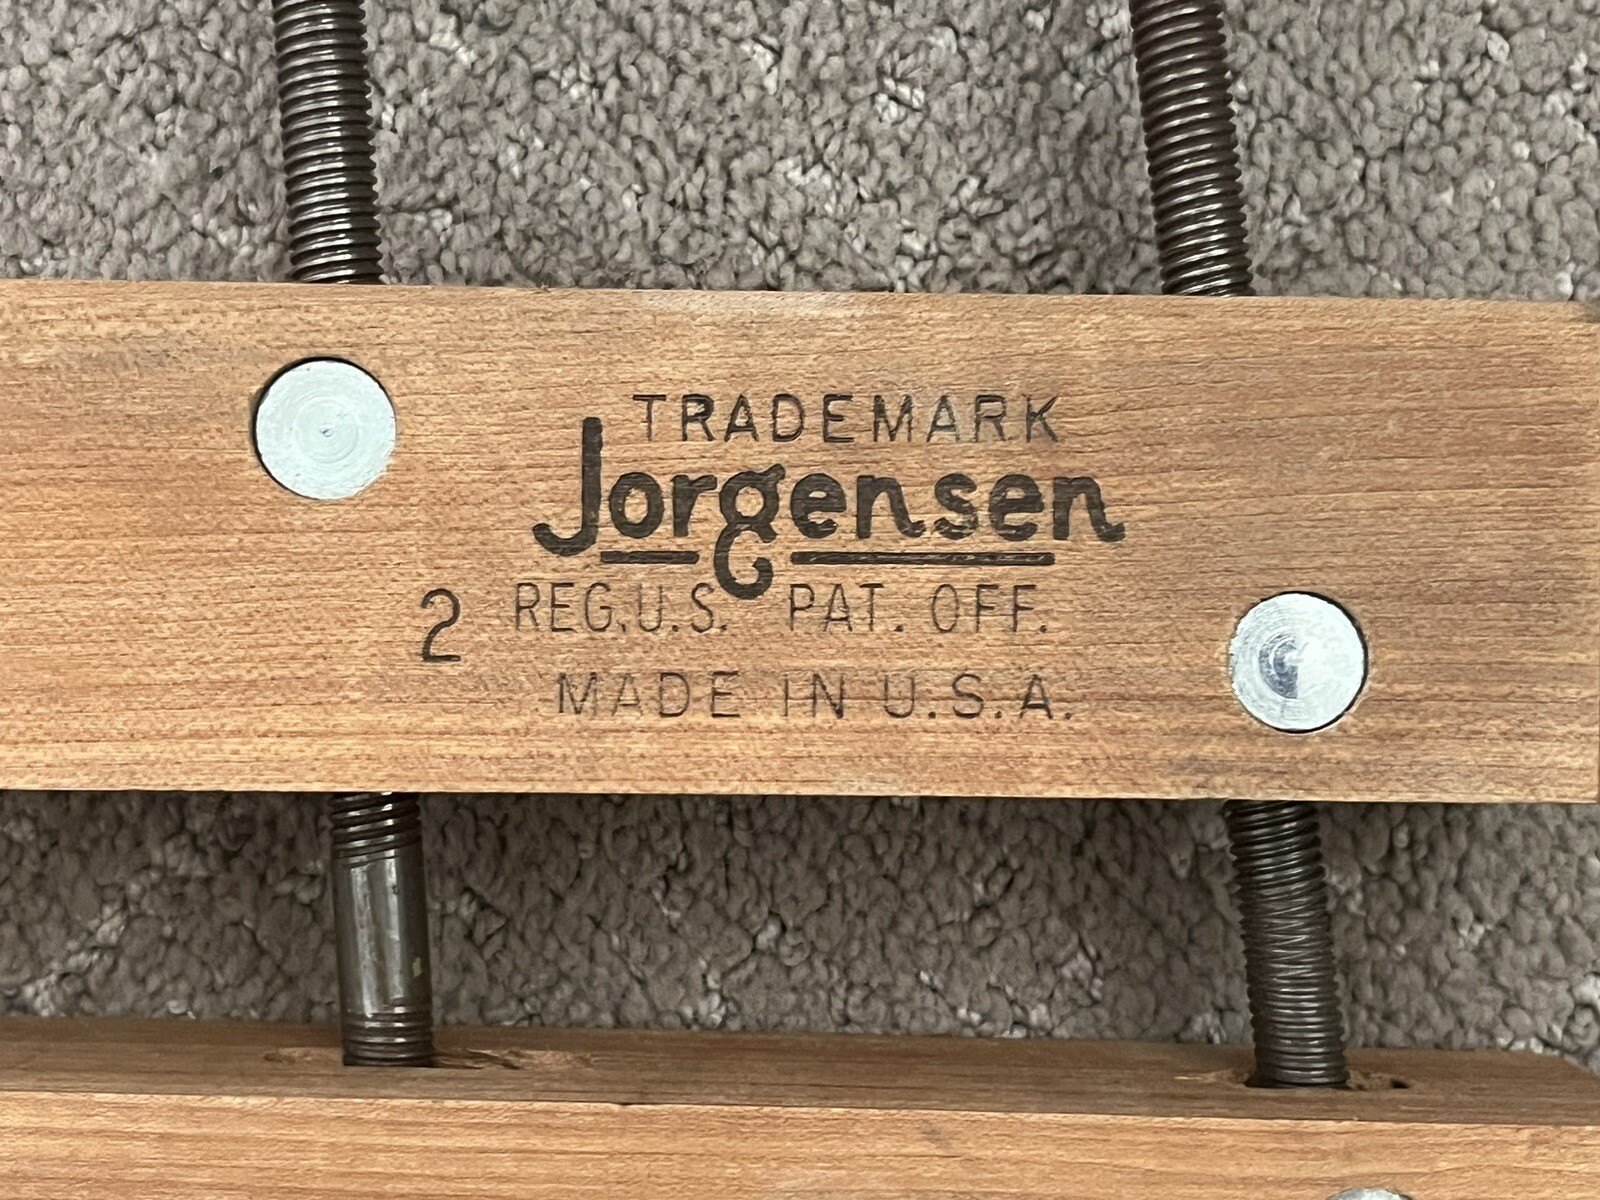 TRADEMARK
Jorgensen
2 REG.U.S. PAT. OFF.
MADE IN U.S.A.